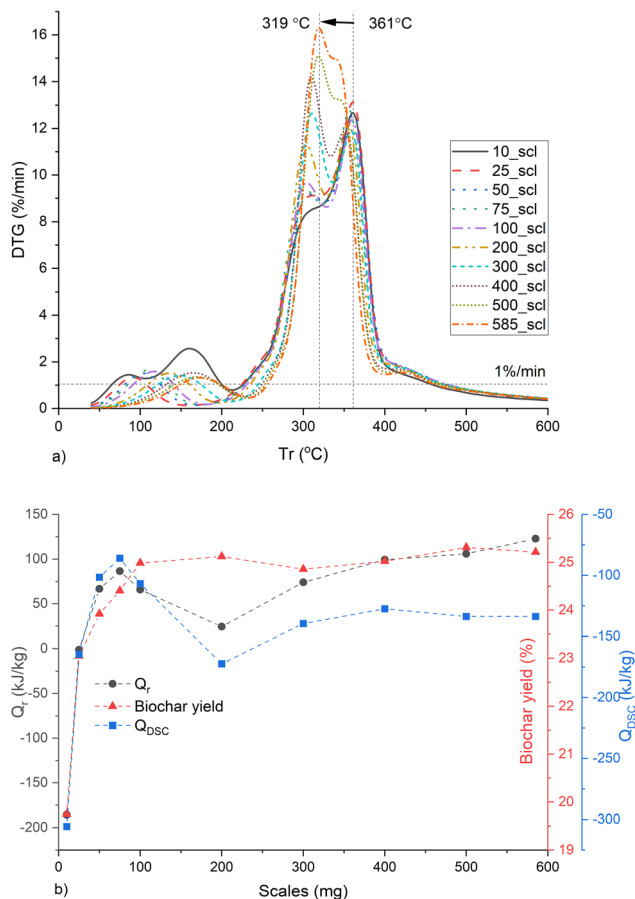 319 °C
361°C
16
14
12
10
8
6
4
2
0
DTG (%/min)
10_scl
25_scl
50_scl
75_scl
100_scl
200_scl
300_scl
400_scl
500_scl
585_scl
1%/min
0 100 200 300 400 500 600
Tr (°C)
a)
150
100
50
0
-50
-100
-150
-200
Qr (kJ/kg)
Qr
Biochar yield
QDSC
26
25
24
23
22
21
20
19
Biochar yield (%)
-50
-100
-150
-200
-250
-300
QDSC (kJ/kg)
0 100 200 300 400 500 600
Scales (mg)
b)